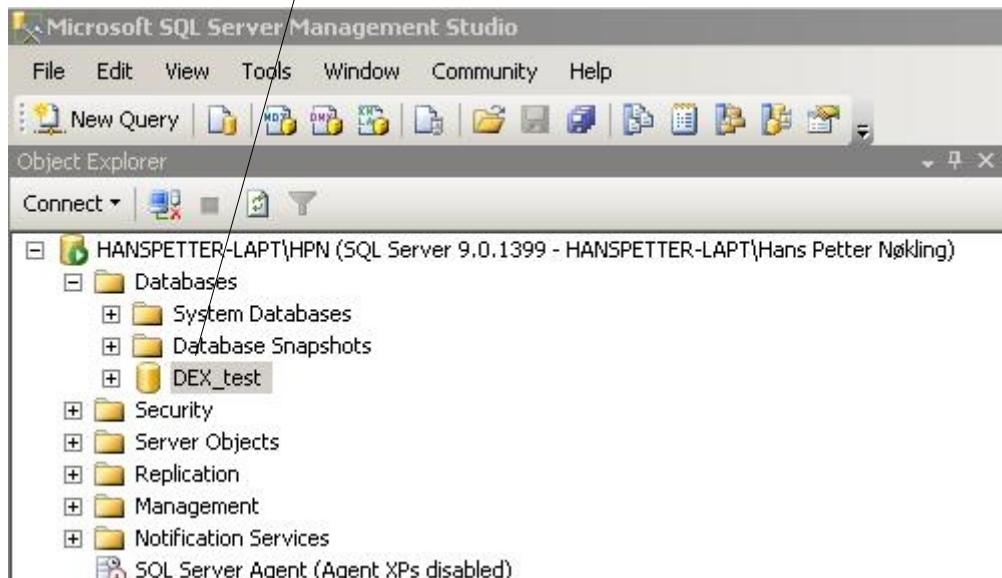 Microsoft SQL Server Management Studio
File Edit View Tools Window Community Help
New Query
Object Explorer
Connect
HANSPETTER-LAPT\HPN (SQL Server 9.0.1399 - HANSPETTER-LAPT\Hans Petter Nøkling)
Databases
System Databases
Database Snapshots
DEX_test
Security
Server Objects
Replication
Management
Notification Services
SQL Server Agent (Agent XPs disabled)